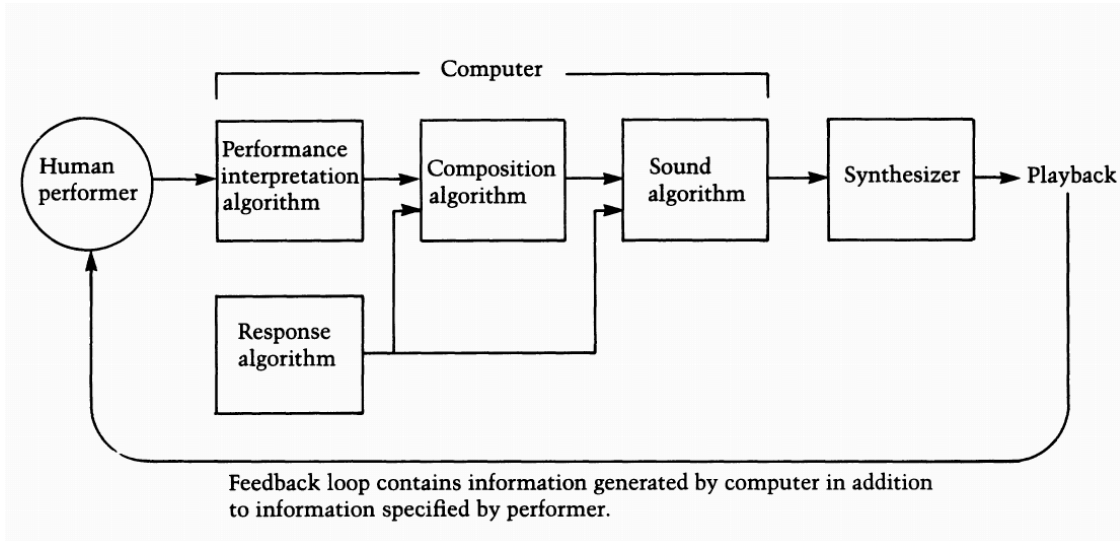 Computer
Human
performer
Performance
interpretation
algorithm
Composition
algorithm
Sound
algorithm
Synthesizer
Playback
Response
algorithm
Feedback loop contains information generated by computer in addition
to information specified by performer.